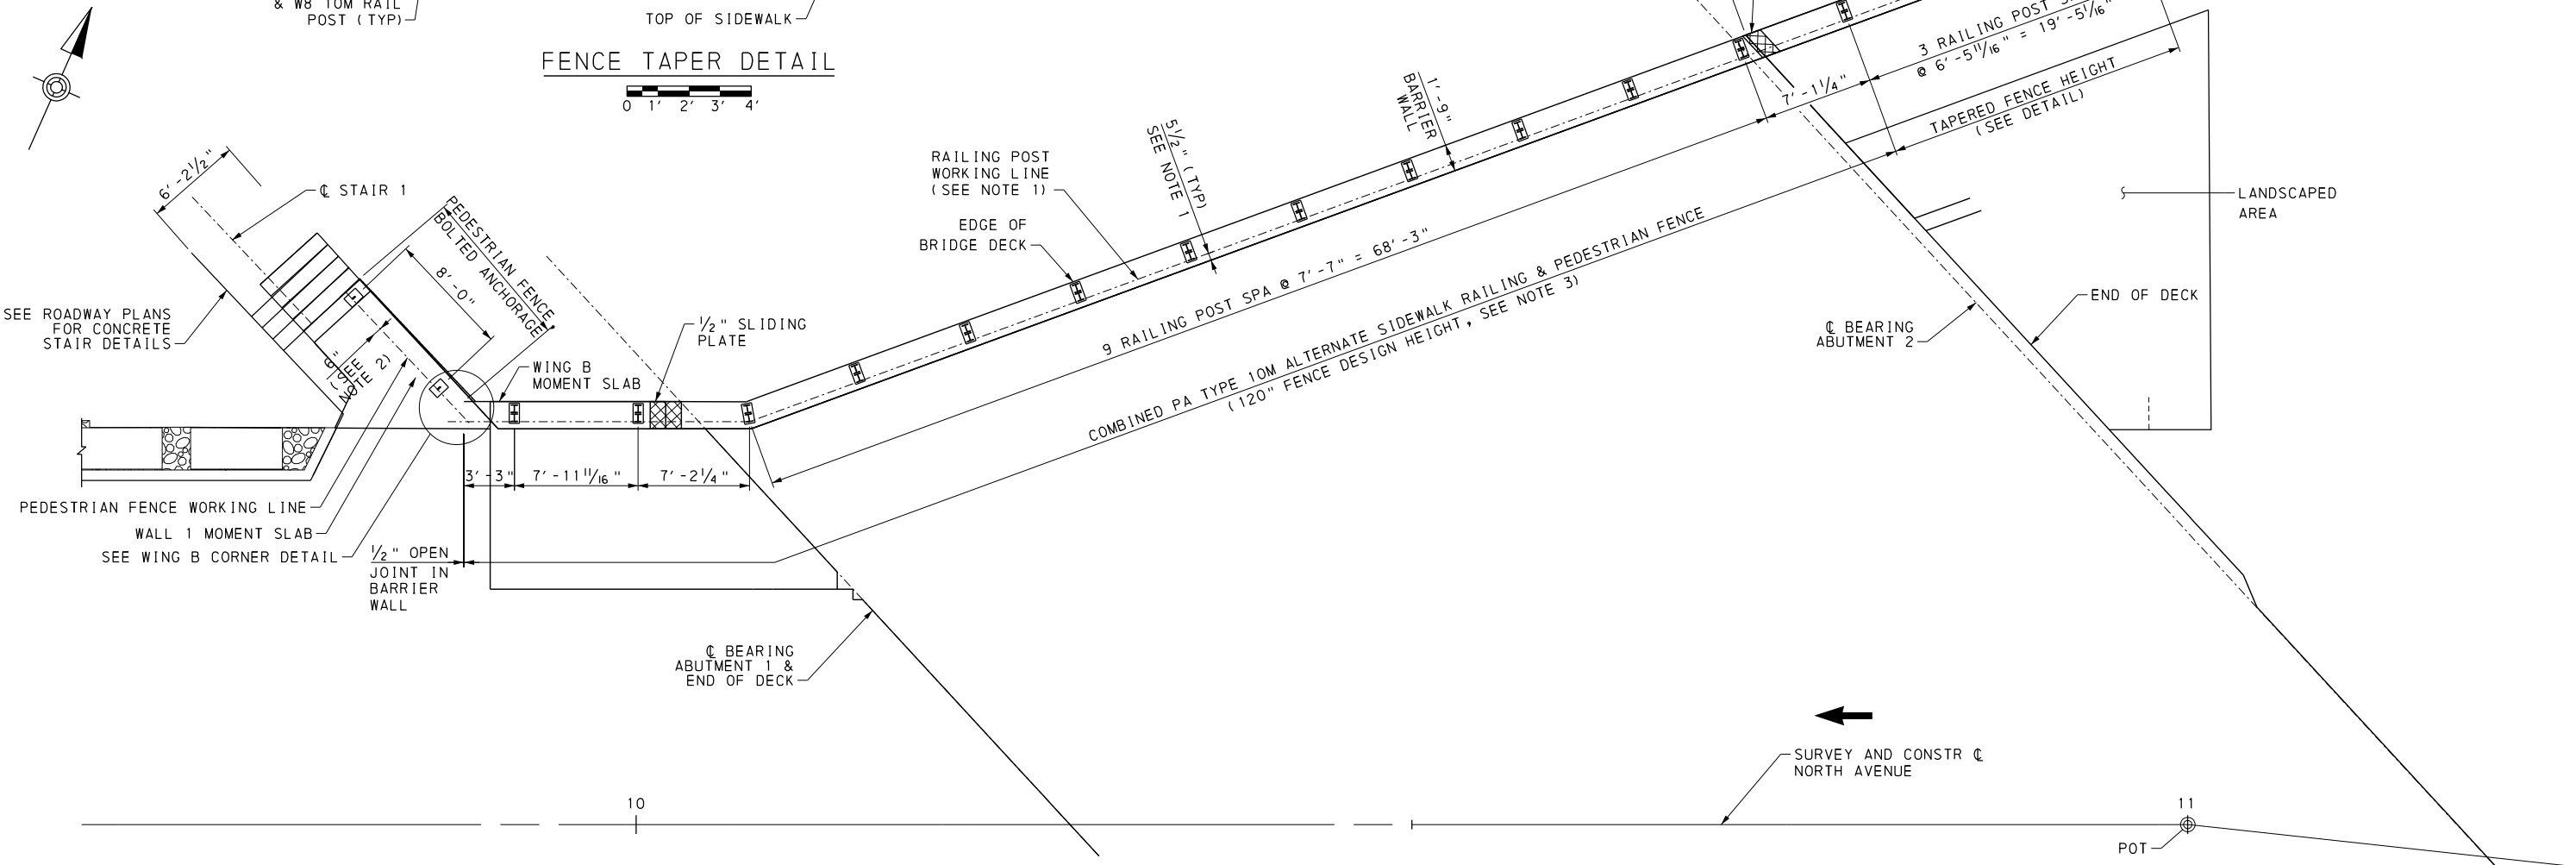 & W8 10M RAIL
POST (TYP)
TOP OF SIDEWALK
FENCE TAPER DETAIL
0 1' 2' 3' 4'
6'-2½"
℄ STAIR 1
PEDESTRIAN FENCE
BOLTED ANCHORAGE
8'-0"
SEE ROADWAY PLANS
FOR CONCRETE
STAIR DETAILS
(SEE
NOTE 2)
WING B
MOMENT SLAB
½" SLIDING
PLATE
RAILING POST
WORKING LINE
(SEE NOTE 1)
EDGE OF
BRIDGE DECK
5½" (TYP)
SEE NOTE 1
1'-9"
BARRIER
WALL
7'-1¼"
@ 6'-5 11/16" = 19'-5 1/16"
3 RAILING POST
TAPERED FENCE HEIGHT
(SEE DETAIL)
LANDSCAPED
AREA
9 RAILING POST SPA @ 7'-7" = 68'-3"
COMBINED PA TYPE 10M ALTERNATE SIDEWALK RAILING & PEDESTRIAN FENCE
(120" FENCE DESIGN HEIGHT, SEE NOTE 3)
END OF DECK
℄ BEARING
ABUTMENT 2
3'-3"
7'-11 11/16"
7'-2¼"
PEDESTRIAN FENCE WORKING LINE
WALL 1 MOMENT SLAB
SEE WING B CORNER DETAIL
½" OPEN
JOINT IN
BARRIER
WALL
℄ BEARING
ABUTMENT 1 &
END OF DECK
SURVEY AND CONSTR ℄
NORTH AVENUE
10
11
POT